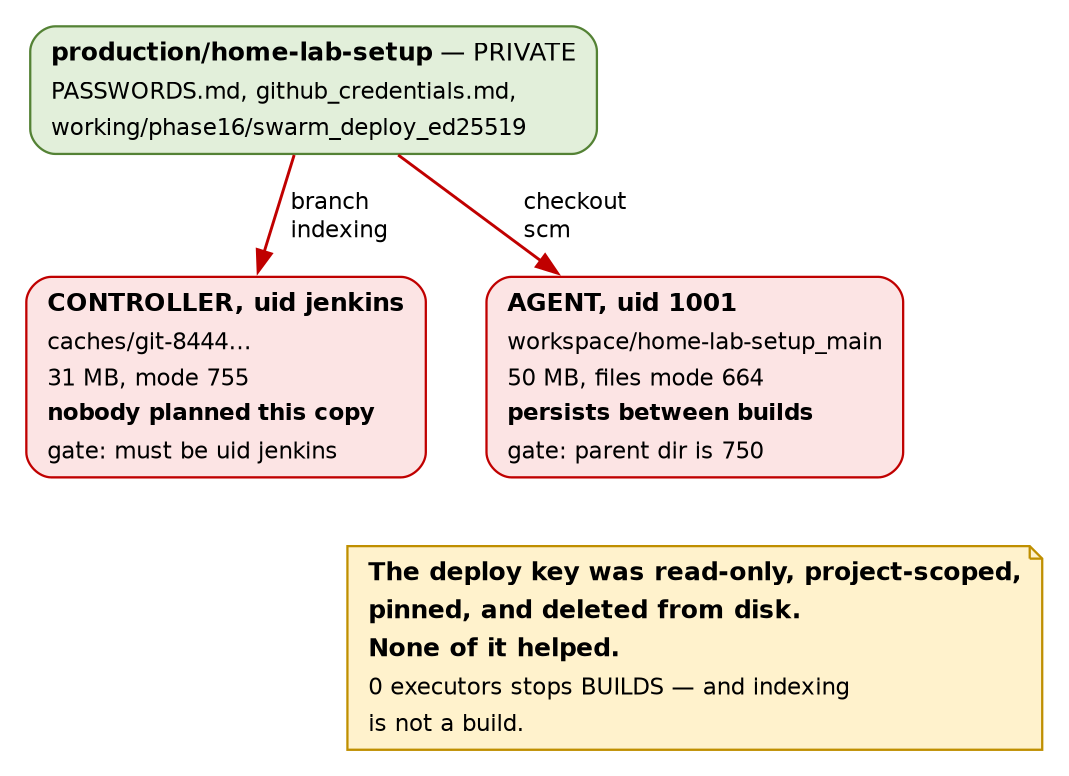 production/home-lab-setup — PRIVATE
PASSWORDS.md, github_credentials.md,
working/phase16/swarm_deploy_ed25519
branch
indexing
checkout
scm
CONTROLLER, uid jenkins
caches/git-8444...
31 MB, mode 755
nobody planned this copy
gate: must be uid jenkins
AGENT, uid 1001
workspace/home-lab-setup_main
50 MB, files mode 664
persists between builds
gate: parent dir is 750
The deploy key was read-only, project-scoped,
pinned, and deleted from disk.
None of it helped.
0 executors stops BUILDS — and indexing
is not a build.